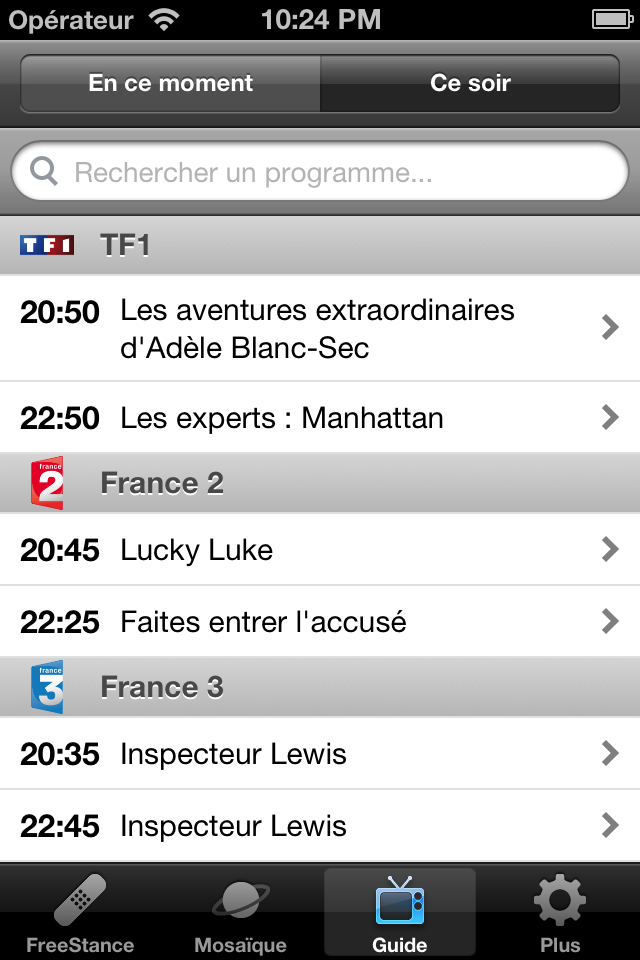 Opérateur 10:24 PM
En ce moment Ce soir
Rechercher un programme...
TF1 TF1
20:50 Les aventures extraordinaires
d'Adèle Blanc-Sec
22:50 Les experts : Manhattan
france 2 France 2
20:45 Lucky Luke
22:25 Faites entrer l'accusé
france 3 France 3
20:35 Inspecteur Lewis
22:45 Inspecteur Lewis
FreeStance Mosaïque Guide Plus